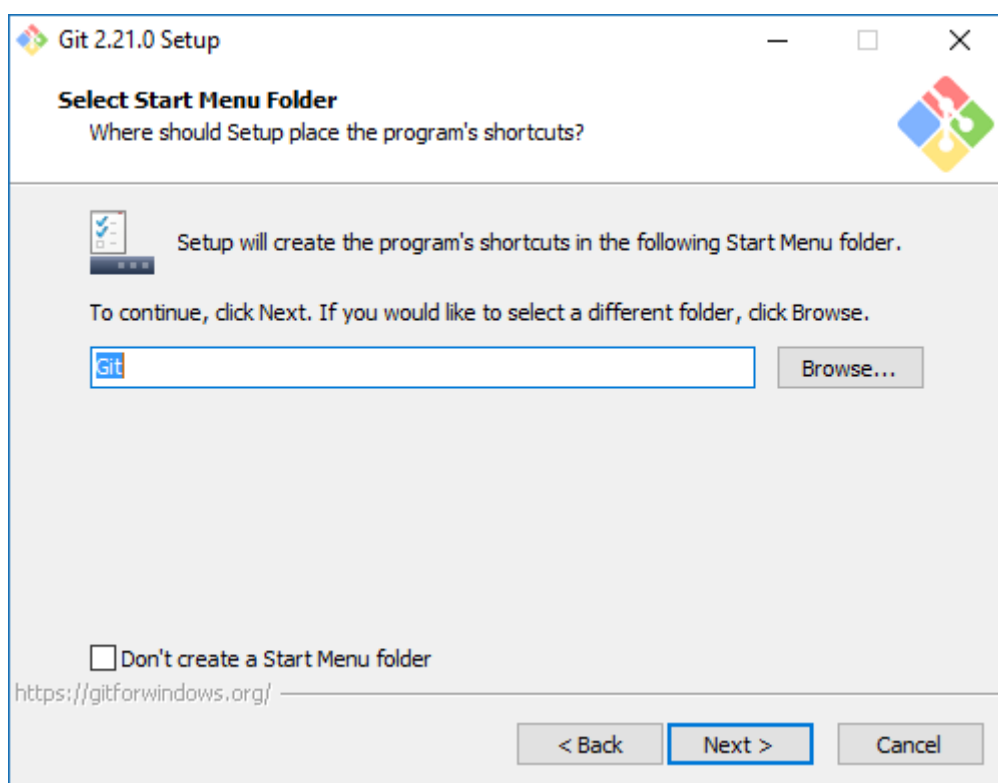 Git 2.21.0 Setup
Select Start Menu Folder
Where should Setup place the program's shortcuts?
Setup will create the program's shortcuts in the following Start Menu folder.
To continue, click Next. If you would like to select a different folder, click Browse.
Git
Browse...
Don't create a Start Menu folder
https://gitforwindows.org/
< Back
Next >
Cancel